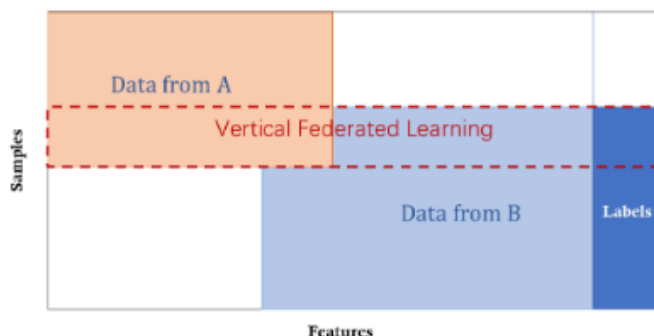 Data from A
Vertical Federated Learning
Samples
Data from B
Labels
Features